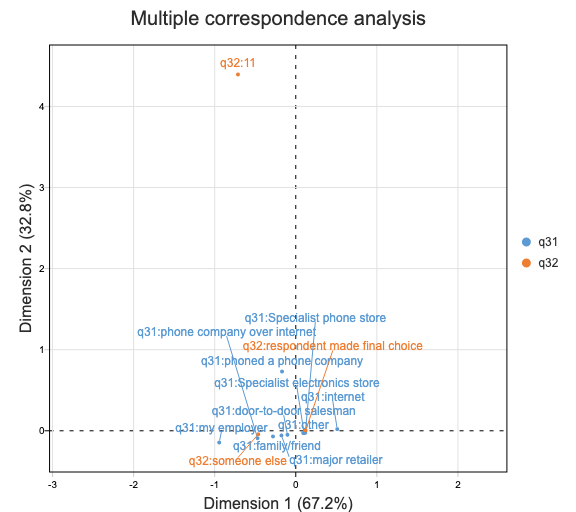 Multiple correspondence analysis
q32:11
4
3
2
1
0
Dimension 2 (32.8%)
q31:Specialist phone store
q31:phone company over internet
q32:respondent made final choice
q31:phoned a phone company
q31:Specialist electronics store
q31:internet
q31:door-to-door salesman
q31:other
q31:my employer
q31:family/friend
q32:someone else
q31:major retailer
-3
-2
-1
0
1
2
Dimension 1 (67.2%)
q31
q32